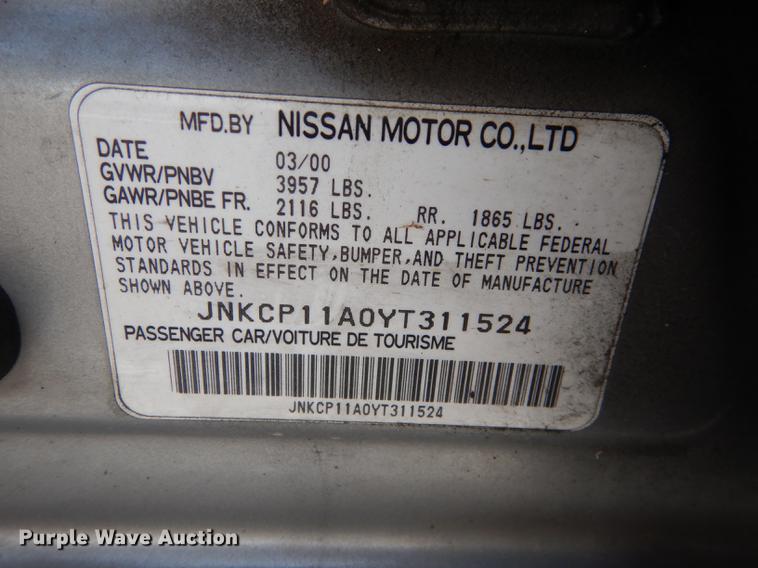 MFD.BY NISSAN MOTOR CO.,LTD
DATE 03/00
GVWR/PNBV 3957 LBS.
GAWR/PNBE FR. 2116 LBS. RR. 1865 LBS.
THIS VEHICLE CONFORMS TO ALL APPLICABLE FEDERAL
MOTOR VEHICLE SAFETY,BUMPER,AND THEFT PREVENTION
STANDARDS IN EFFECT ON THE DATE OF MANUFACTURE
SHOWN ABOVE.
JNKCP11A0YT311524
PASSENGER CAR/VOITURE DE TOURISME
JNKCP11A0YT311524
Purple Wave Auction